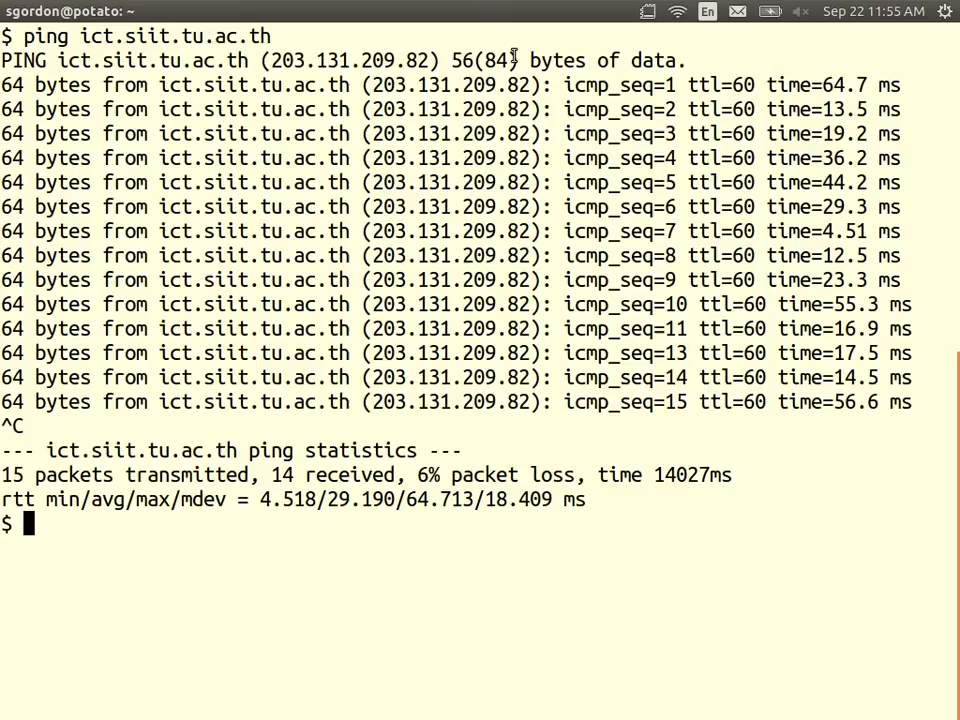 sgordon@potato: ~
En
Sep 22 11:55 AM
$ ping ict.siit.tu.ac.th
PING ict.siit.tu.ac.th (203.131.209.82) 56(84) bytes of data.
64 bytes from ict.siit.tu.ac.th (203.131.209.82): icmp_seq=1 ttl=60 time=64.7 ms
64 bytes from ict.siit.tu.ac.th (203.131.209.82): icmp_seq=2 ttl=60 time=13.5 ms
64 bytes from ict.siit.tu.ac.th (203.131.209.82): icmp_seq=3 ttl=60 time=19.2 ms
64 bytes from ict.siit.tu.ac.th (203.131.209.82): icmp_seq=4 ttl=60 time=36.2 ms
64 bytes from ict.siit.tu.ac.th (203.131.209.82): icmp_seq=5 ttl=60 time=44.2 ms
64 bytes from ict.siit.tu.ac.th (203.131.209.82): icmp_seq=6 ttl=60 time=29.3 ms
64 bytes from ict.siit.tu.ac.th (203.131.209.82): icmp_seq=7 ttl=60 time=4.51 ms
64 bytes from ict.siit.tu.ac.th (203.131.209.82): icmp_seq=8 ttl=60 time=12.5 ms
64 bytes from ict.siit.tu.ac.th (203.131.209.82): icmp_seq=9 ttl=60 time=23.3 ms
64 bytes from ict.siit.tu.ac.th (203.131.209.82): icmp_seq=10 ttl=60 time=55.3 ms
64 bytes from ict.siit.tu.ac.th (203.131.209.82): icmp_seq=11 ttl=60 time=16.9 ms
64 bytes from ict.siit.tu.ac.th (203.131.209.82): icmp_seq=13 ttl=60 time=17.5 ms
64 bytes from ict.siit.tu.ac.th (203.131.209.82): icmp_seq=14 ttl=60 time=14.5 ms
64 bytes from ict.siit.tu.ac.th (203.131.209.82): icmp_seq=15 ttl=60 time=56.6 ms
^C
--- ict.siit.tu.ac.th ping statistics ---
15 packets transmitted, 14 received, 6% packet loss, time 14027ms
rtt min/avg/max/mdev = 4.518/29.190/64.713/18.409 ms
$